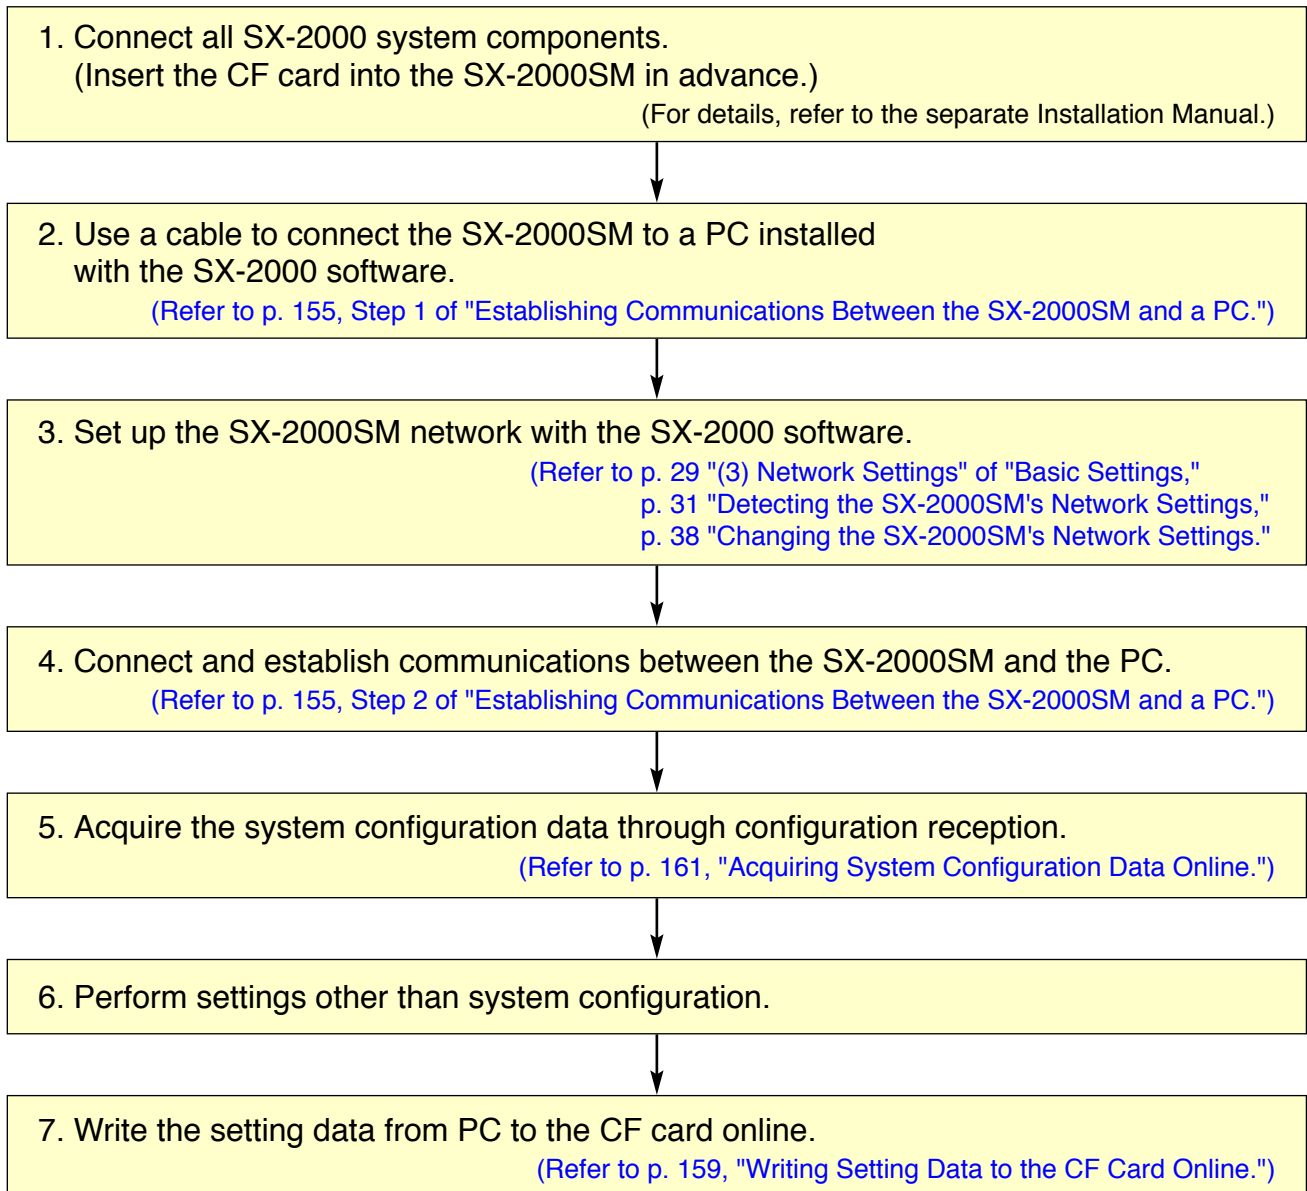 1. Connect all SX-2000 system components.
(Insert the CF card into the SX-2000SM in advance.)
(For details, refer to the separate Installation Manual.)
2. Use a cable to connect the SX-2000SM to a PC installed
with the SX-2000 software.
(Refer to p. 155, Step 1 of "Establishing Communications Between the SX-2000SM and a PC.")
3. Set up the SX-2000SM network with the SX-2000 software.
(Refer to p. 29 "(3) Network Settings" of "Basic Settings,"
p. 31 "Detecting the SX-2000SM's Network Settings,"
p. 38 "Changing the SX-2000SM's Network Settings."
4. Connect and establish communications between the SX-2000SM and the PC.
(Refer to p. 155, Step 2 of "Establishing Communications Between the SX-2000SM and a PC.")
5. Acquire the system configuration data through configuration reception.
(Refer to p. 161, "Acquiring System Configuration Data Online.")
6. Perform settings other than system configuration.
7. Write the setting data from PC to the CF card online.
(Refer to p. 159, "Writing Setting Data to the CF Card Online.")